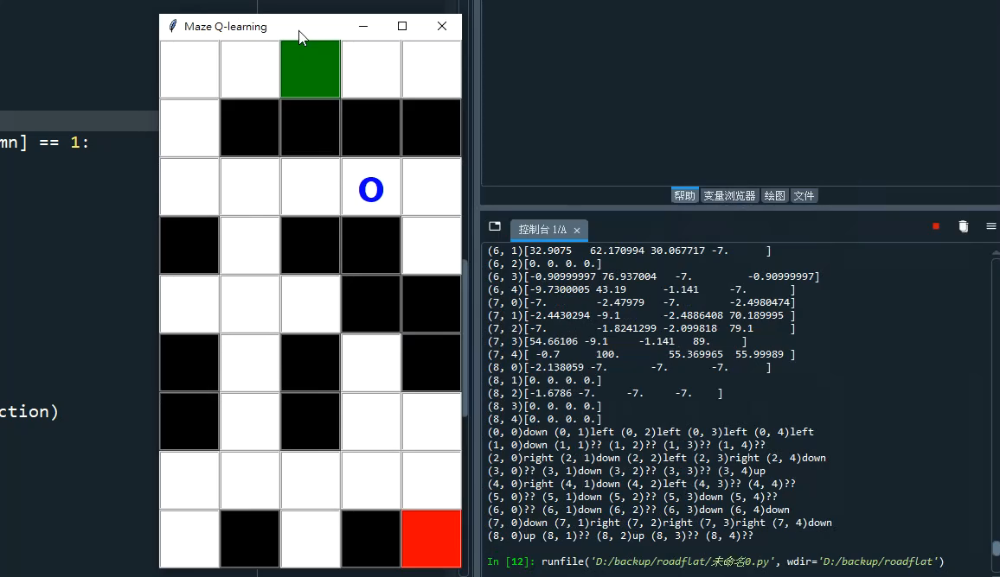 Maze Q-learning
mn] == 1:
O
ction)
帮助 变量浏览器 绘图 文件
控制台 1/A ×
(6, 1)[32.9075 62.170994 30.067717 -7. ]
(6, 2)[0. 0. 0. 0.]
(6, 3)[-0.90999997 76.937004 -7. -0.90999997]
(6, 4)[-9.7300005 43.19 -1.141 -7. ]
(7, 0)[-7. -2.47979 -7. -2.4980474]
(7, 1)[-2.4430294 -9.1 -2.4886408 70.189995 ]
(7, 2)[-7. -1.8241299 -2.099818 79.1 ]
(7, 3)[54.66106 -9.1 -1.141 89. ]
(7, 4)[ -0.7 100. 55.369965 55.99989 ]
(8, 0)[-2.138059 -7. -7. -7. ]
(8, 1)[0. 0. 0. 0.]
(8, 2)[-1.6786 -7. -7. -7. ]
(8, 3)[0. 0. 0. 0.]
(8, 4)[0. 0. 0. 0.]
(0, 0)down (0, 1)left (0, 2)left (0, 3)left (0, 4)left
(1, 0)down (1, 1)?? (1, 2)?? (1, 3)?? (1, 4)??
(2, 0)right (2, 1)down (2, 2)left (2, 3)right (2, 4)down
(3, 0)?? (3, 1)down (3, 2)?? (3, 3)?? (3, 4)up
(4, 0)right (4, 1)down (4, 2)left (4, 3)?? (4, 4)??
(5, 0)?? (5, 1)down (5, 2)?? (5, 3)down (5, 4)??
(6, 0)?? (6, 1)down (6, 2)?? (6, 3)down (6, 4)down
(7, 0)down (7, 1)right (7, 2)right (7, 3)right (7, 4)down
(8, 0)up (8, 1)?? (8, 2)up (8, 3)?? (8, 4)??
In [12]: runfile('D:/backup/roadflat/未命名0.py', wdir='D:/backup/roadflat')